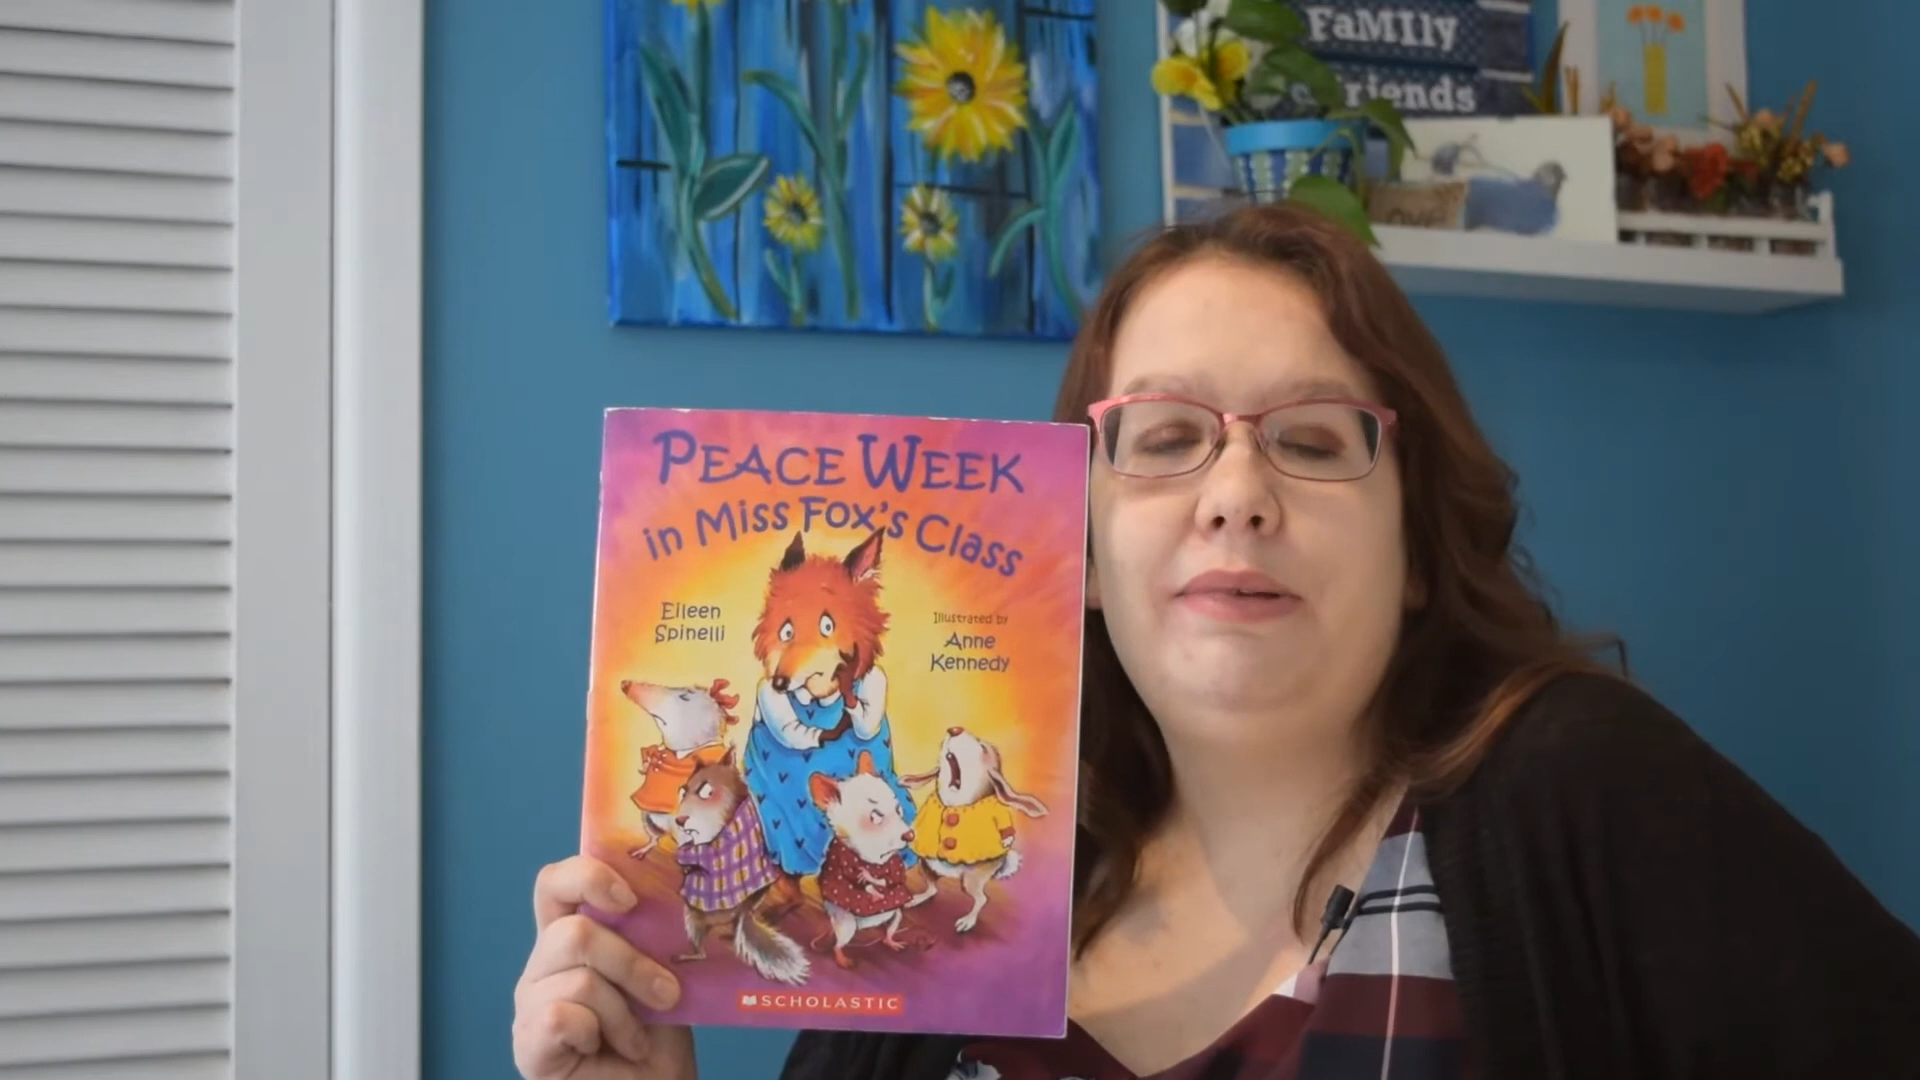 FaMIly
Friends
PEACE WEEK
in Miss Fox's Class
Eileen
Spinelli
Illustrated by
Anne
Kennedy
SCHOLASTIC